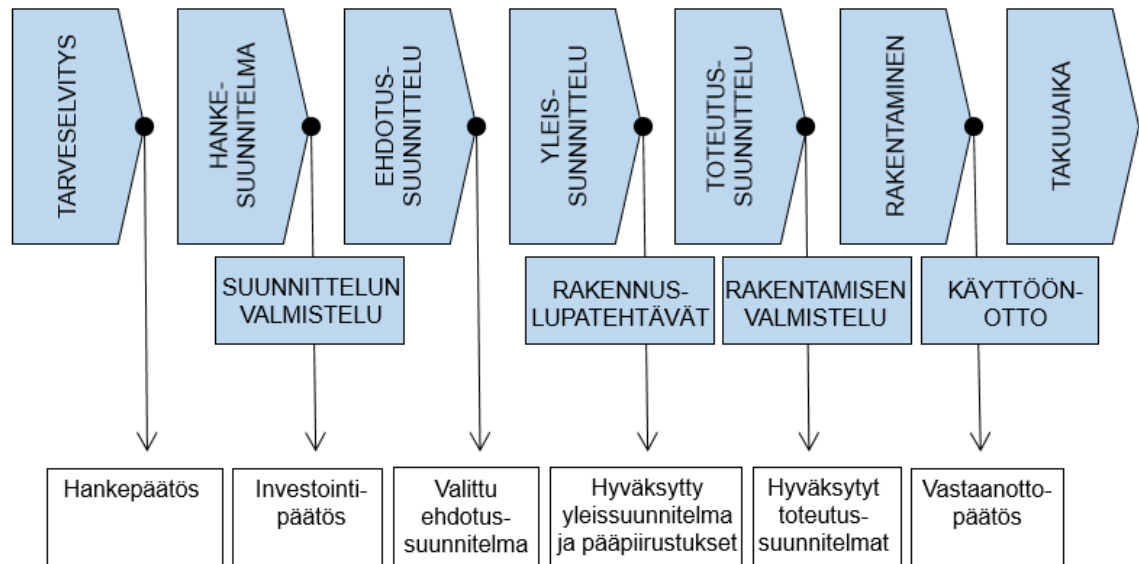 TARVESELVITYS
HANKE-
SUUNNITELMA
EHDOTUS-
SUUNNITTELU
YLEIS-
SUNNNITTELU
TOTEUTUS-
SUUNNITTELU
RAKENTAMINEN
TAKUUAIKA
SUUNNITTELUN
VALMISTELU
RAKENNUS-
LUPATEHTÄVÄT
RAKENTAMISEN
VALMISTELU
KÄYTTÖÖN-
OTTO
Hankepäätös
Investointi-
päätös
Valittu
ehdotus-
suunnitelma
Hyväksytty
yleissuunnitelma
ja pääpiirustukset
Hyväksytyt
toteutus-
suunnitelmat
Vastaanotto-
päätös